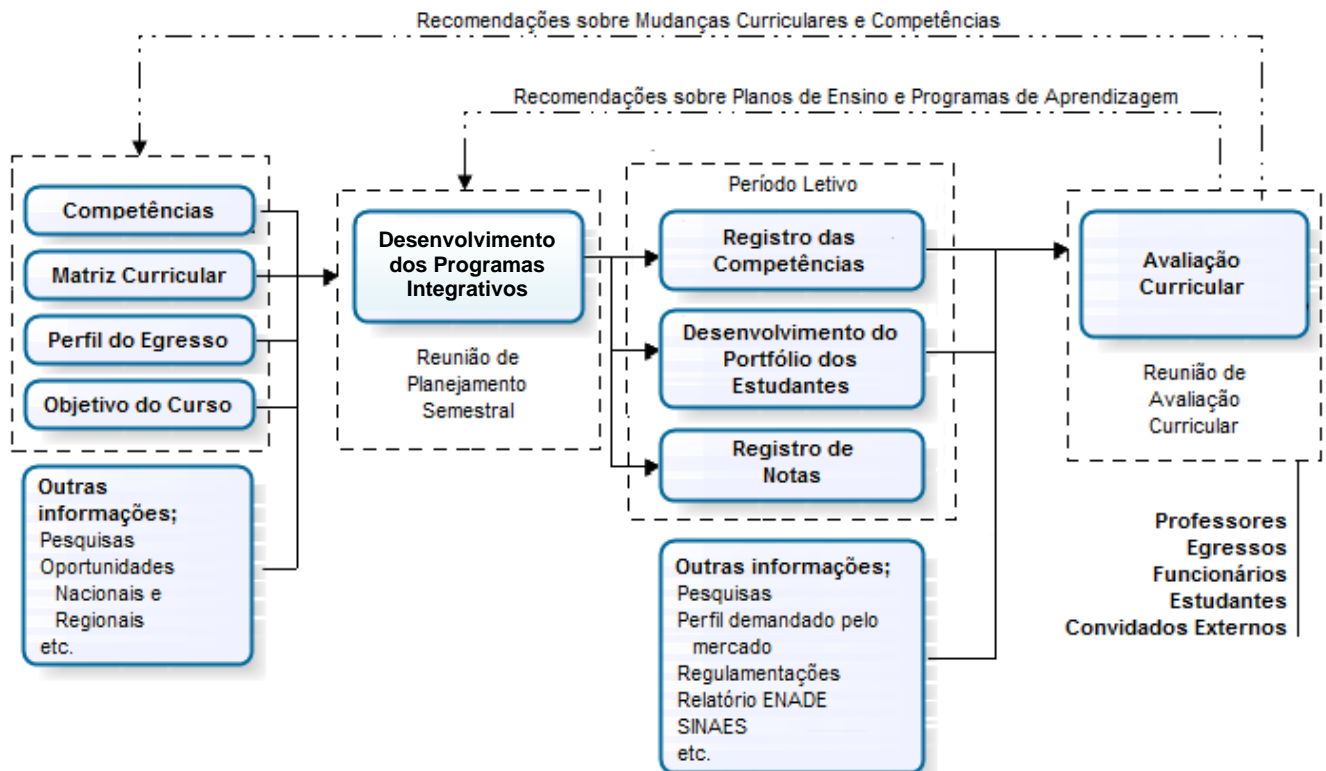 Recomendações sobre Mudanças Curriculares e Competências
Recomendações sobre Planos de Ensino e Programas de Aprendizagem
Competências
Matriz Curricular
Perfil do Egresso
Objetivo do Curso
Outras
informações;
Pesquisas
Oportunidades
Nacionais e
Regionais
etc.
Desenvolvimento
dos Programas
Integrativos
Reunião de
Planejamento
Semestral
Período Letivo
Registro das
Competências
Desenvolvimento do
Portfólio dos
Estudantes
Registro de
Notas
Outras informações;
Pesquisas
Perfil demandado pelo
mercado
Regulamentações
Relatório ENADE
SINAES
etc.
Avaliação
Curricular
Reunião de
Avaliação
Curricular
Professores
Egressos
Funcionários
Estudantes
Convidados Externos